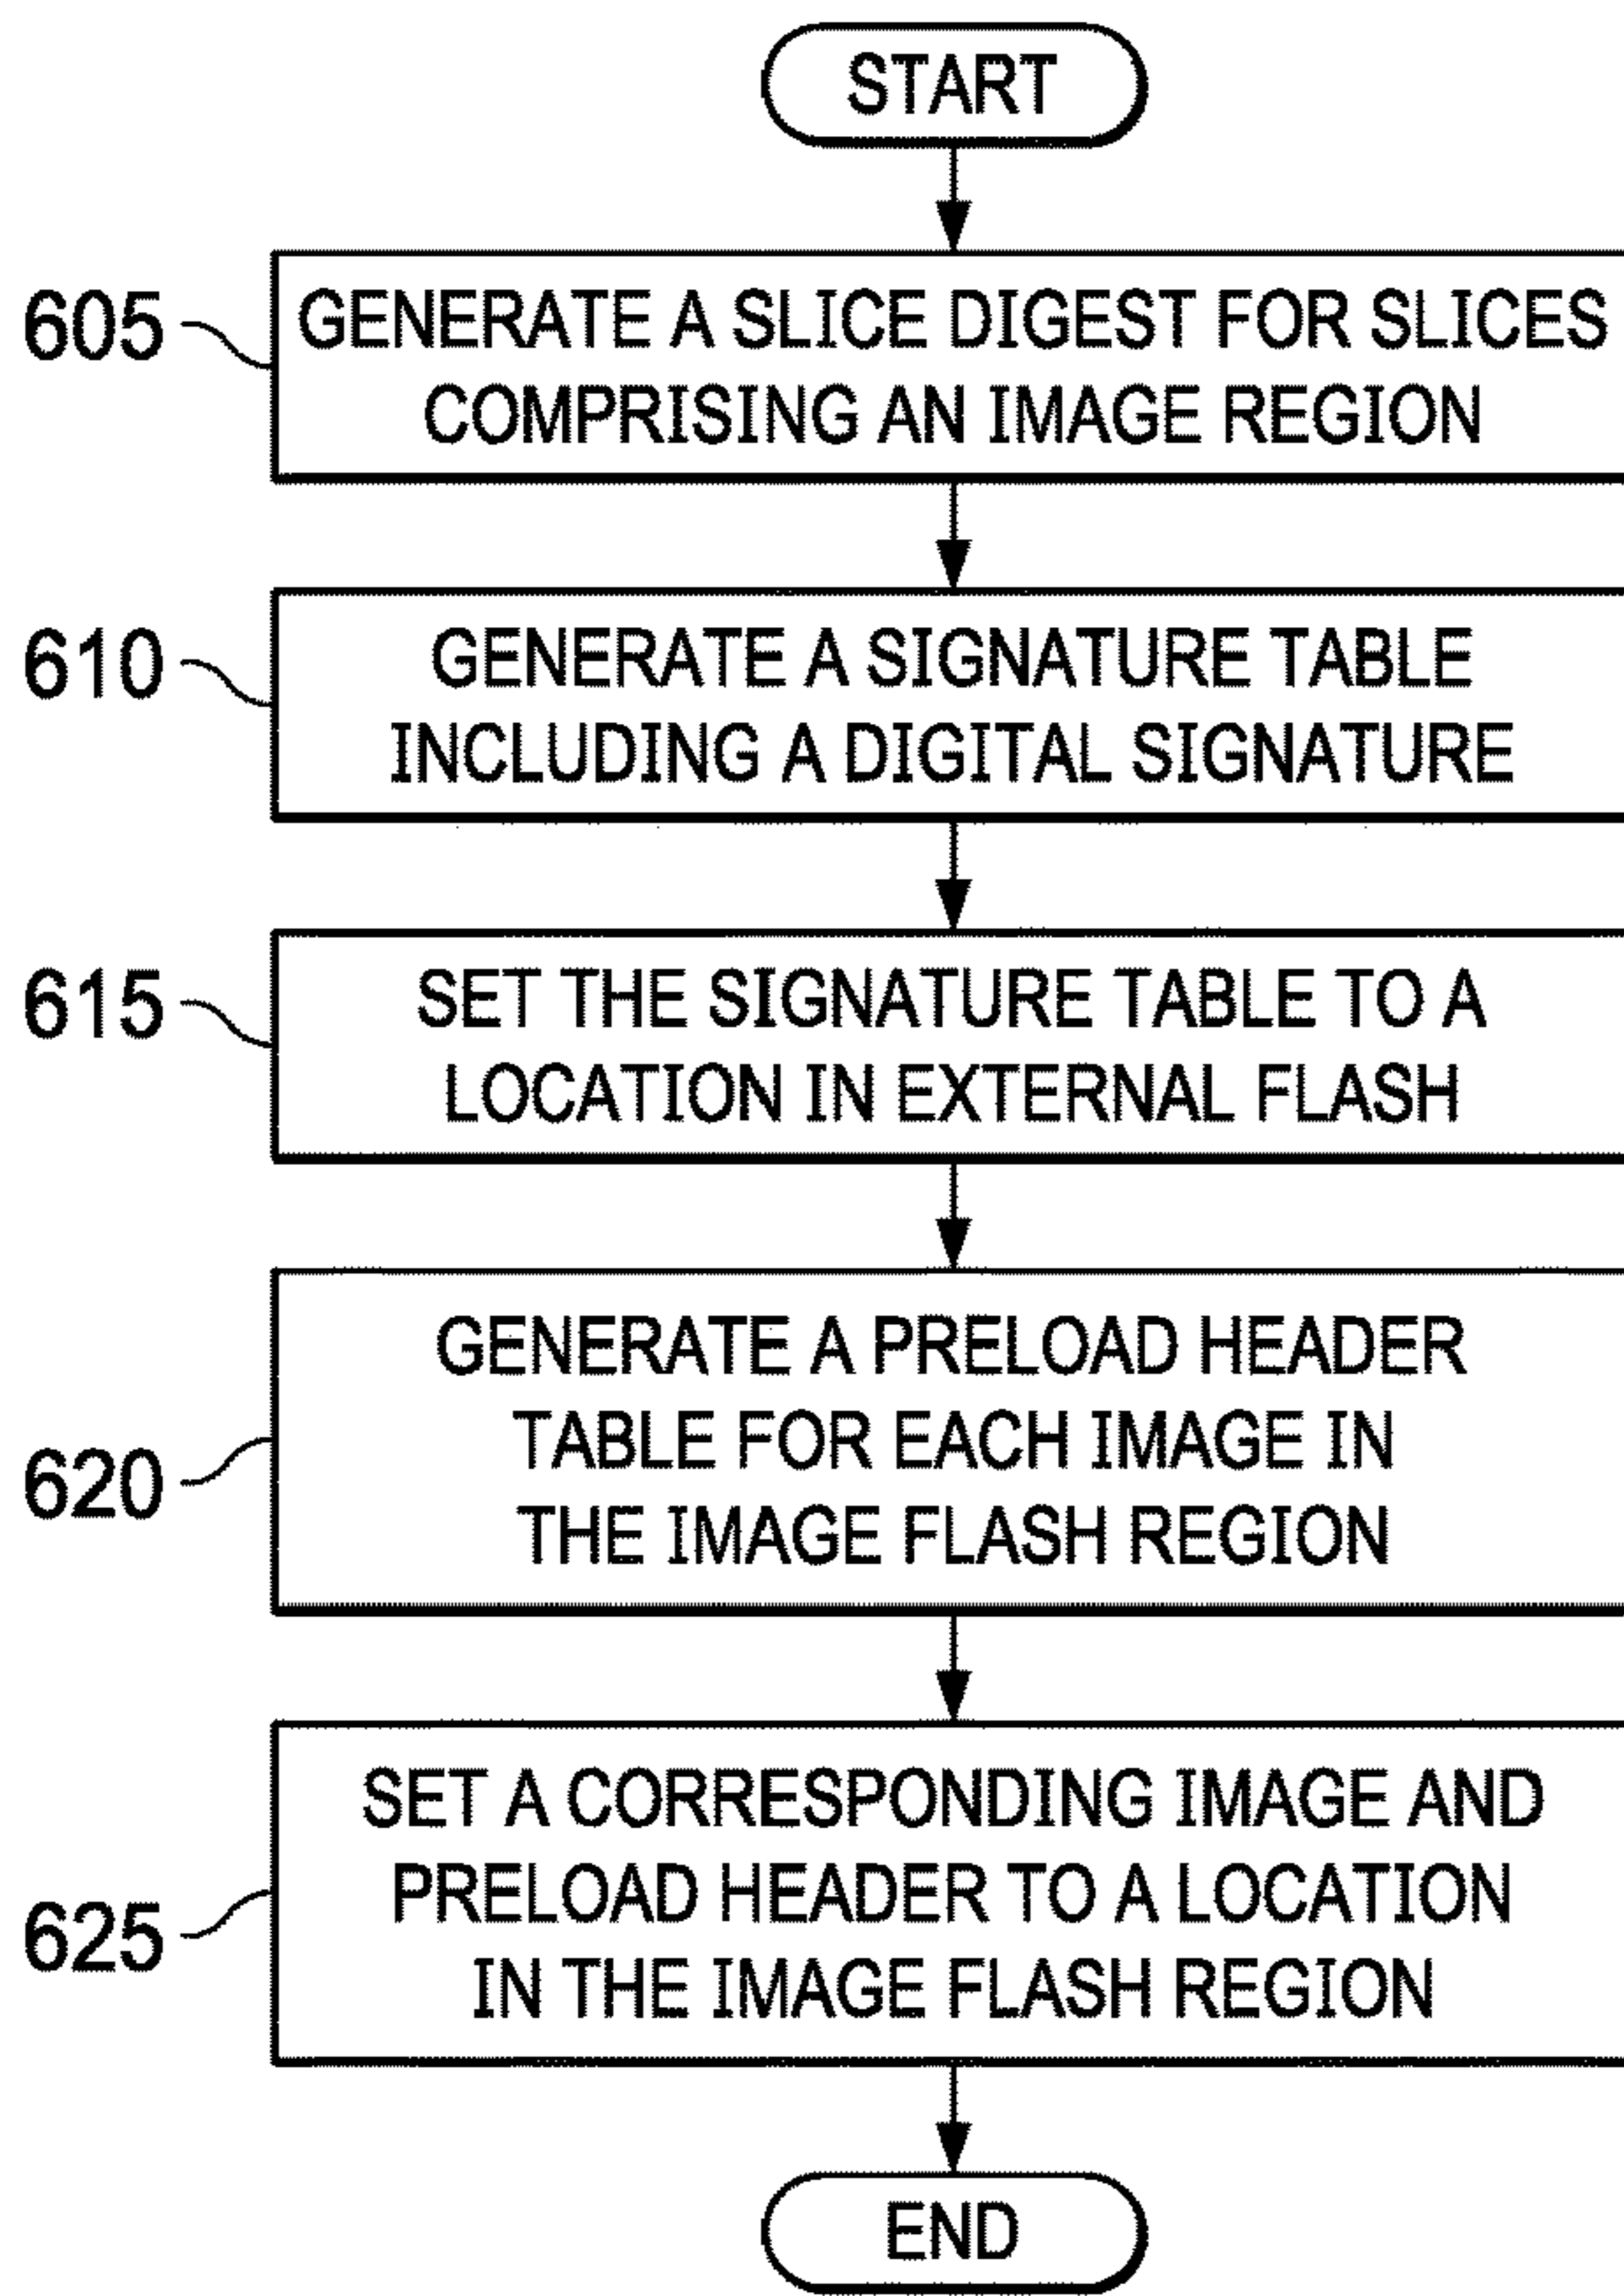 START
605
GENERATE A SLICE DIGEST FOR SLICES
COMPRISING AN IMAGE REGION
610
GENERATE A SIGNATURE TABLE
INCLUDING A DIGITAL SIGNATURE
615
SET THE SIGNATURE TABLE TO A
LOCATION IN EXTERNAL FLASH
620
GENERATE A PRELOAD HEADER
TABLE FOR EACH IMAGE IN
THE IMAGE FLASH REGION
625
SET A CORRESPONDING IMAGE AND
PRELOAD HEADER TO A LOCATION
IN THE IMAGE FLASH REGION
END